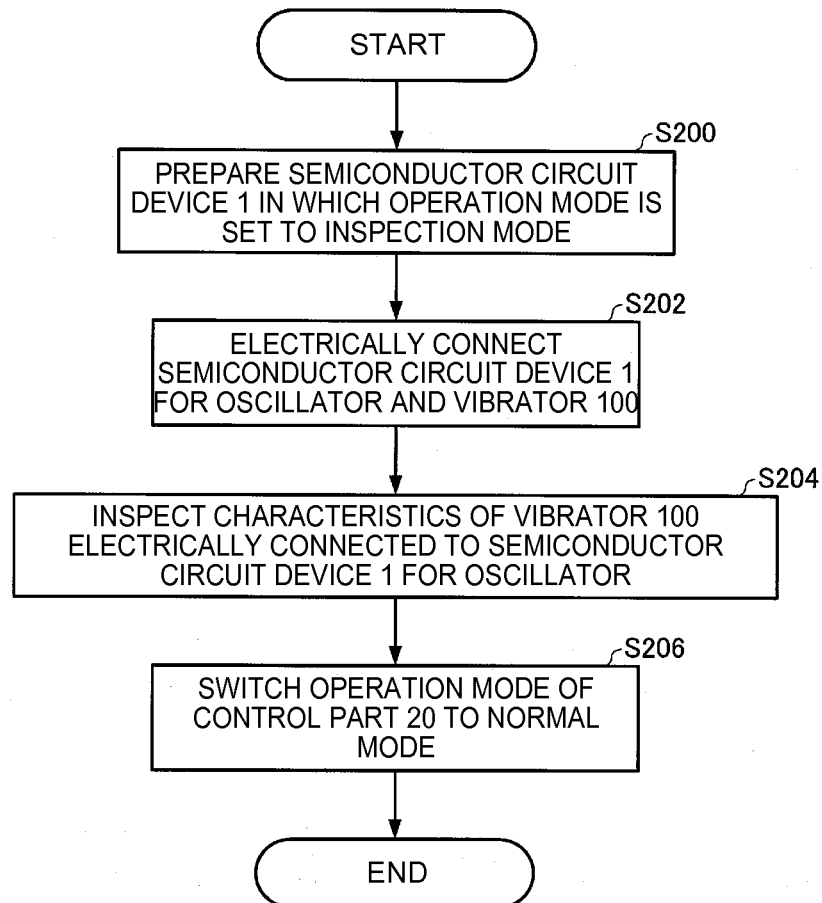 START
S200
PREPARE SEMICONDUCTOR CIRCUIT
DEVICE 1 IN WHICH OPERATION MODE IS
SET TO INSPECTION MODE
S202
ELECTRICALLY CONNECT
SEMICONDUCTOR CIRCUIT DEVICE 1
FOR OSCILLATOR AND VIBRATOR 100
S204
INSPECT CHARACTERISTICS OF VIBRATOR 100
ELECTRICALLY CONNECTED TO SEMICONDUCTOR
CIRCUIT DEVICE 1 FOR OSCILLATOR
S206
SWITCH OPERATION MODE OF
CONTROL PART 20 TO NORMAL
MODE
END